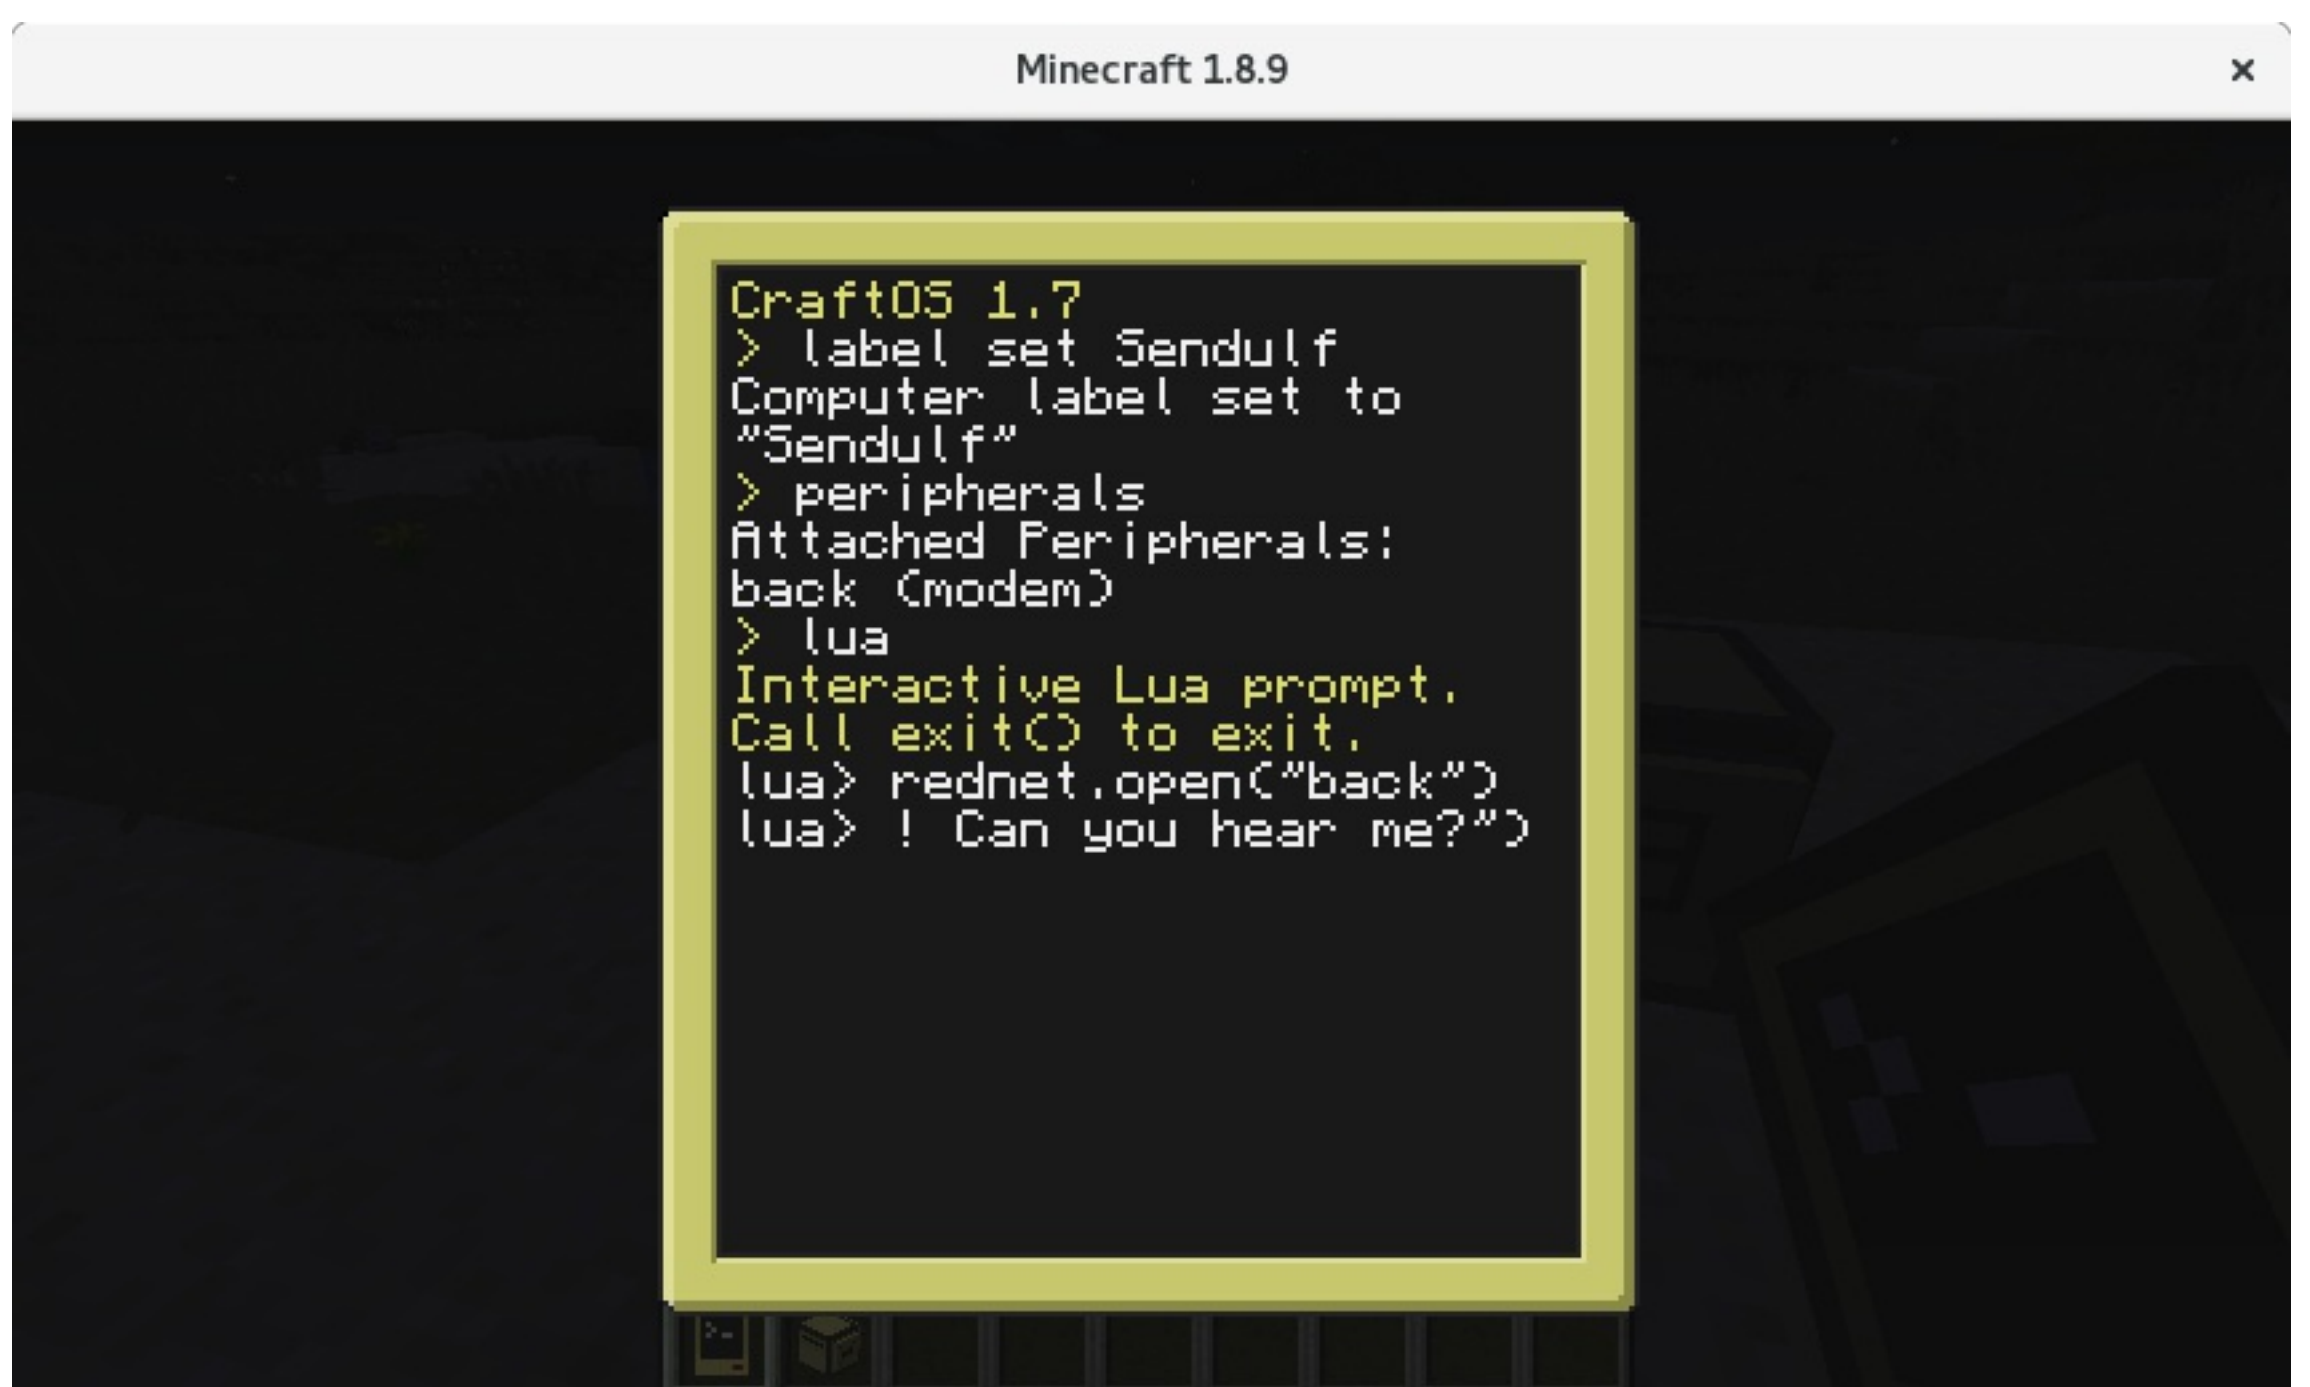 Minecraft 1.8.9
CraftOS 1.7
> label set Sendulf
Computer label set to
"Sendulf"
> peripherals
Attached Peripherals:
back (modem)
> lua
Interactive Lua prompt.
Call exit() to exit.
lua> rednet.open("back")
lua> ! Can you hear me?")